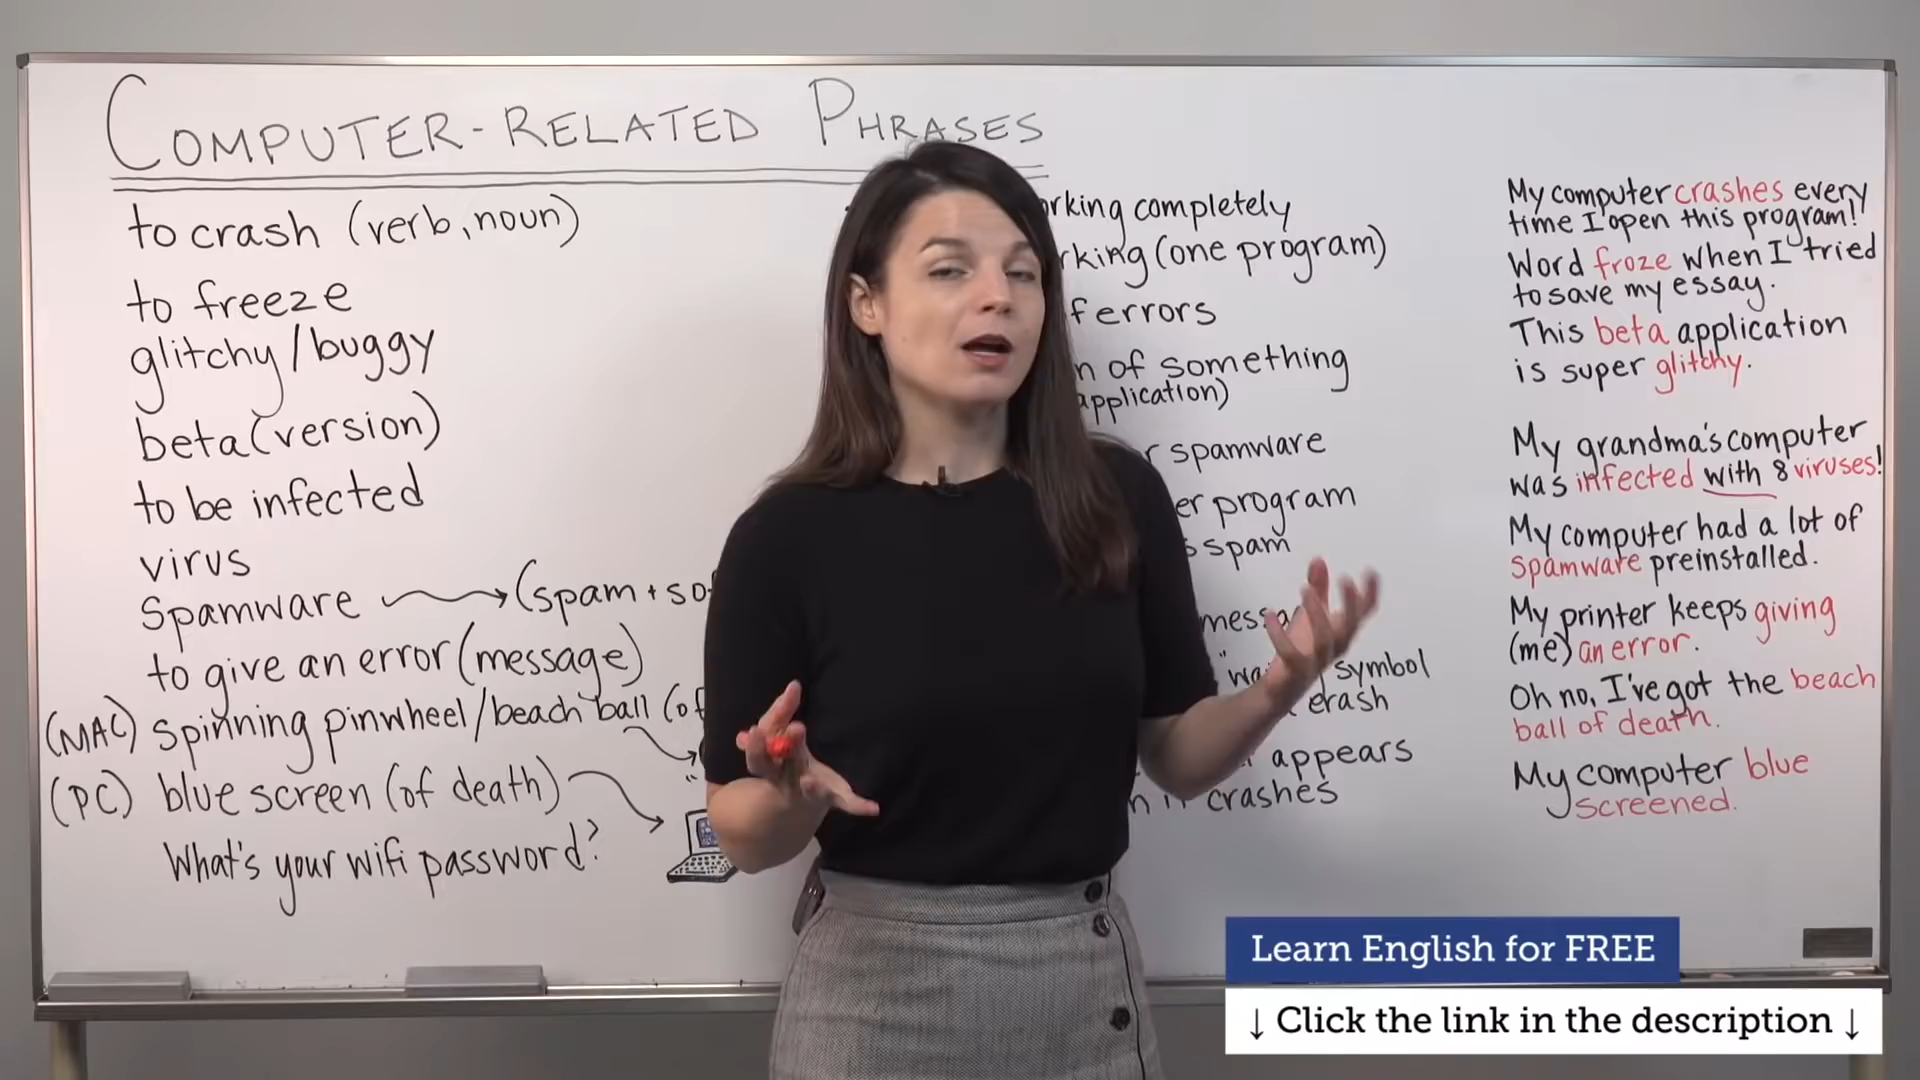 COMPUTER-RELATED PHRASES
to crash (verb, noun)
to freeze
glitchy/buggy
beta (version)
to be infected
virus
Spamware → (spam +
to give an error (message)
(MAC) spinning pinwheel/beach ball (of
(PC) blue screen (of death)
What's your wifi password?
completely
(one program)
errors
of something
application)
spamware
program
spam
symbol
crash
appears
crashes
My computer crashes every
time I open this program!!
Word froze when I tried
to save my essay.
This beta application
is super glitchy.
My grandma's computer
was infected with 8 viruses!
My computer had a lot of
spamware preinstalled.
My printer keeps giving
(me) an error.
Oh no, I've got the beach
ball of death.
My computer blue
screened.
Learn English for FREE
↓ Click the link in the description ↓